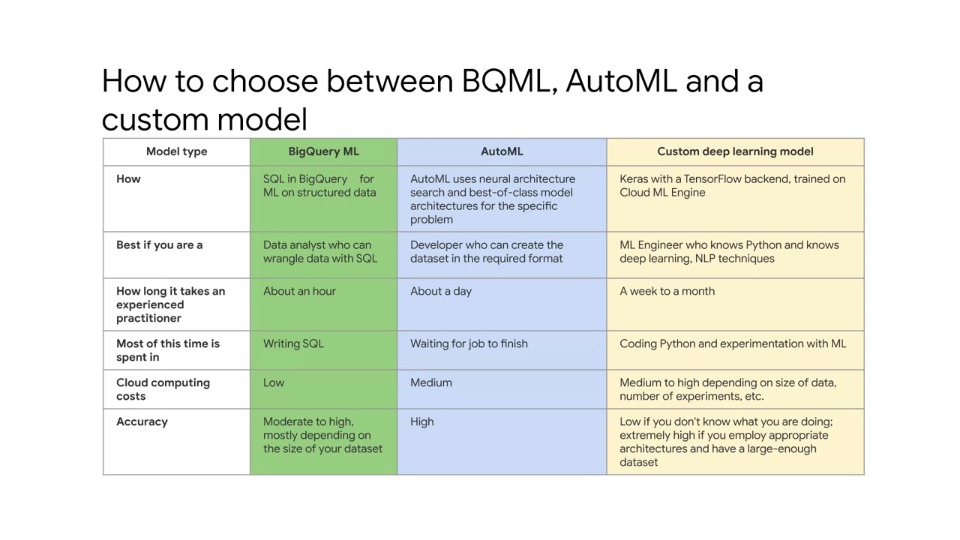 How to choose between BQML, AutoML and a
custom model
Model type
BigQuery ML
AutoML
Custom deep learning model
How
SQL in BigQuery for
ML on structured data
AutoML uses neural architecture
search and best-of-class model
architectures for the specific
problem
Keras with a TensorFlow backend, trained on
Cloud ML Engine
Best if you are a
Data analyst who can
wrangle data with SQL
Developer who can create the
dataset in the required format
ML Engineer who knows Python and knows
deep learning, NLP techniques
How long it takes an
experienced
practitioner
About an hour
About a day
A week to a month
Most of this time is
spent in
Writing SQL
Waiting for job to finish
Coding Python and experimentation with ML
Cloud computing
costs
Low
Medium
Medium to high depending on size of data,
number of experiments, etc.
Accuracy
Moderate to high,
mostly depending on
the size of your dataset
High
Low if you don't know what you are doing;
extremely high if you employ appropriate
architectures and have a large-enough
dataset